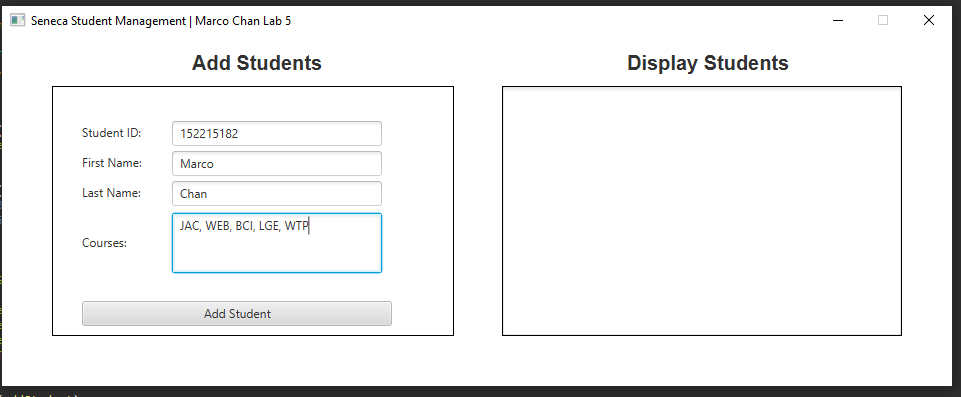 Seneca Student Management | Marco Chan Lab 5
Add Students
Student ID: 152215182
First Name: Marco
Last Name: Chan
Courses: JAC, WEB, BCI, LGE, WTP
Add Student
Display Students